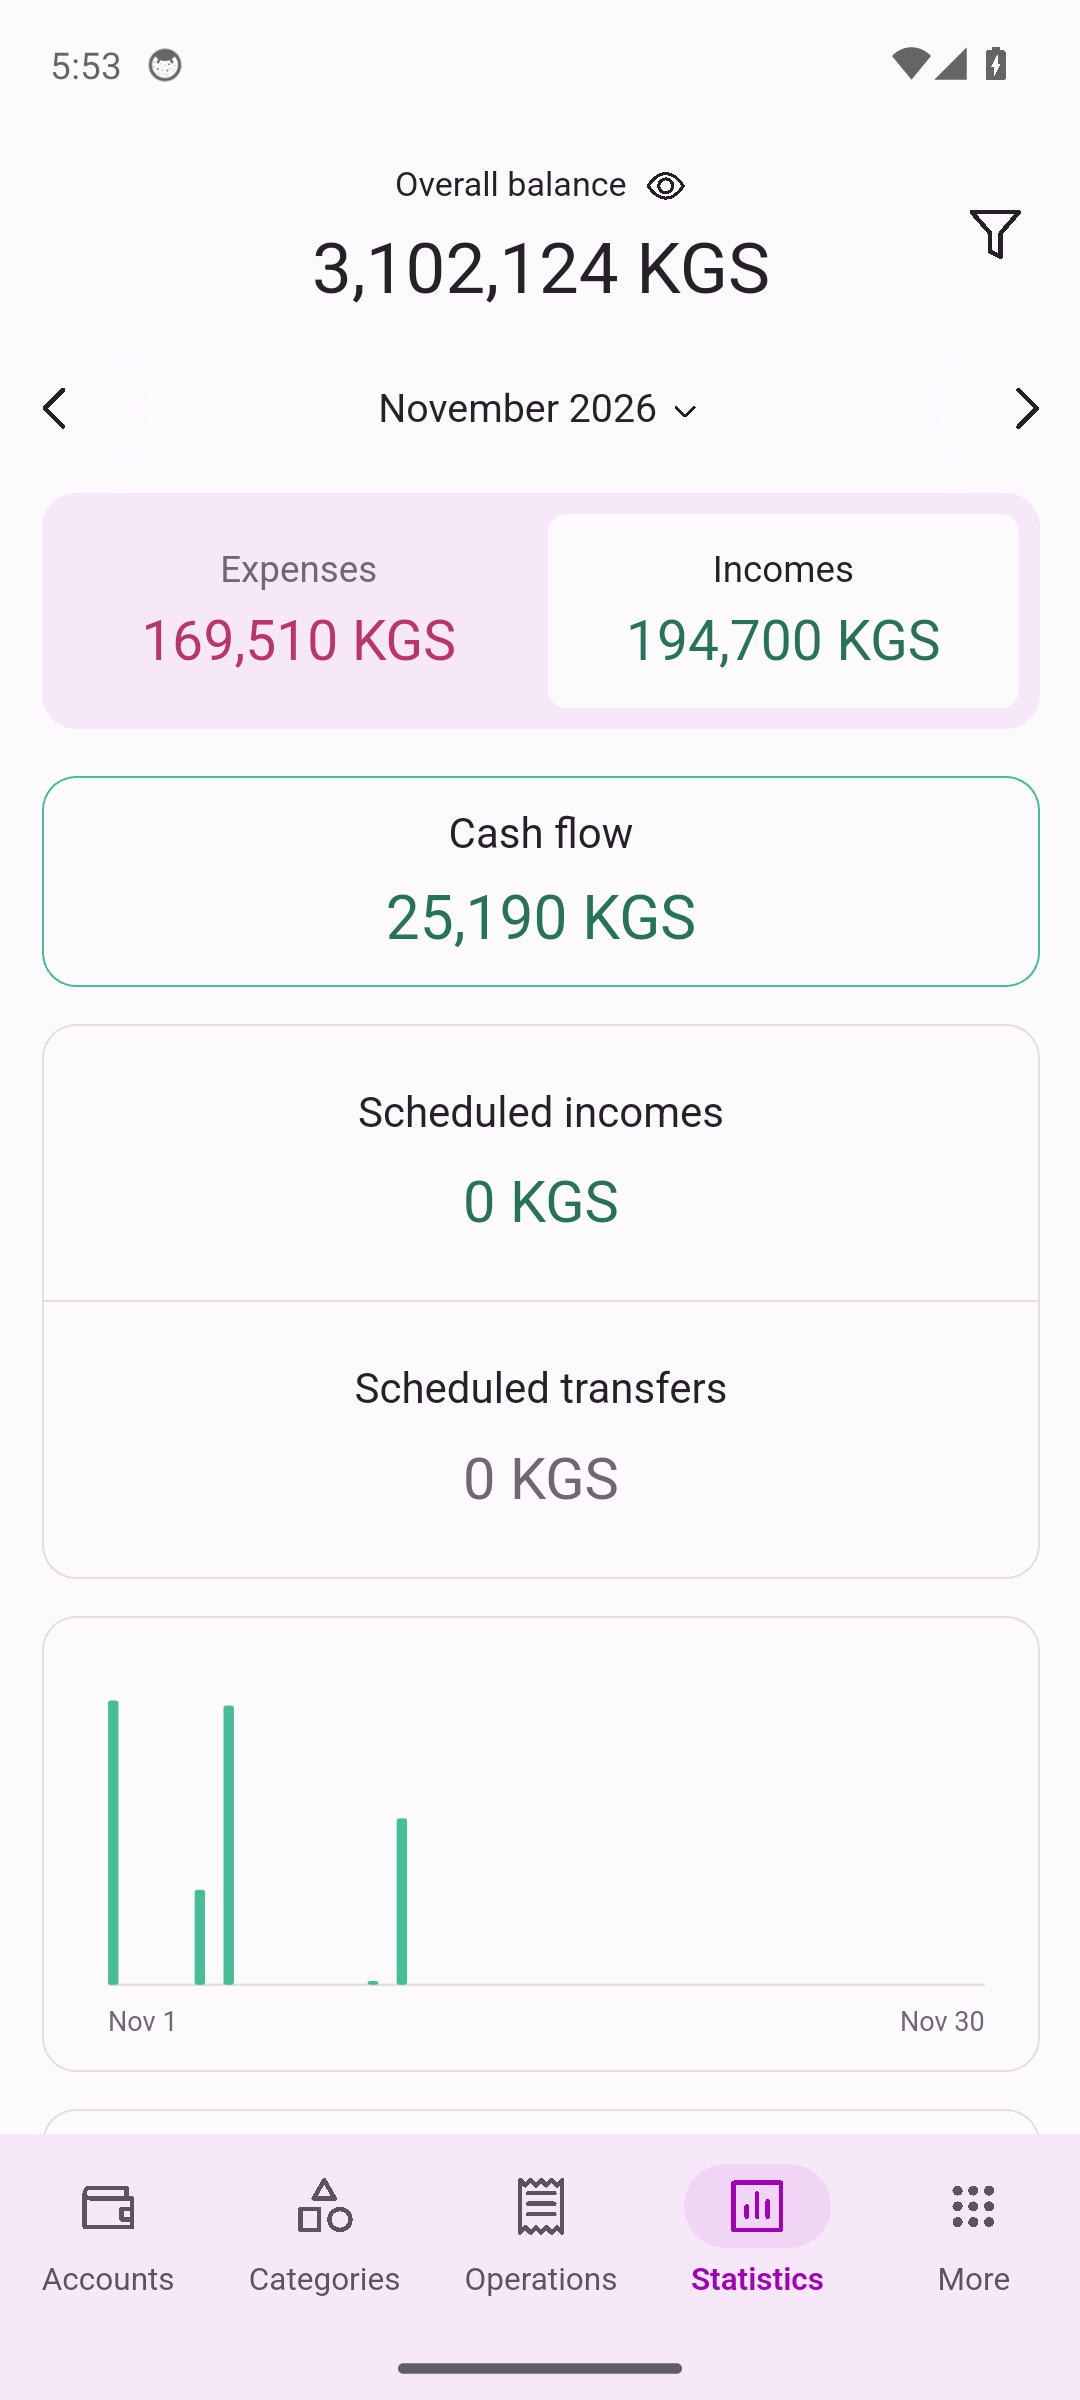 5:53
Overall balance
3,102,124 KGS
November 2026
Expenses
169,510 KGS
Incomes
194,700 KGS
Cash flow
25,190 KGS
Scheduled incomes
0 KGS
Scheduled transfers
0 KGS
Nov 1
Nov 30
Accounts
Categories
Operations
Statistics
More